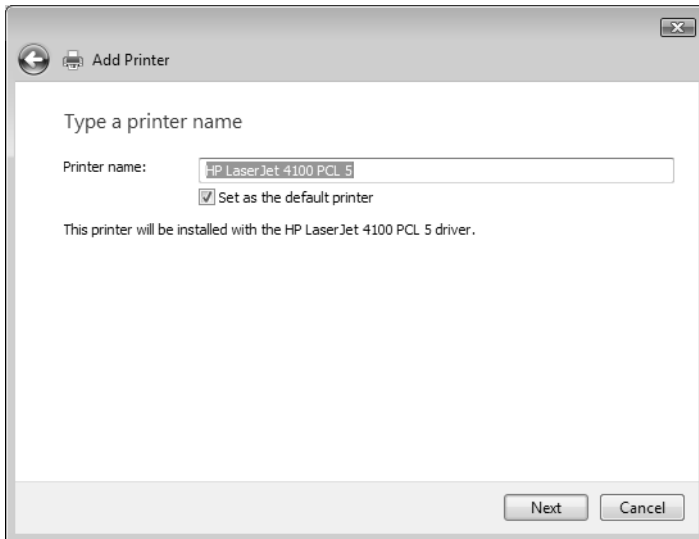 Add Printer
Type a printer name
Printer name:
HP LaserJet 4100 PCL 5
Set as the default printer
This printer will be installed with the HP LaserJet 4100 PCL 5 driver.
Next
Cancel